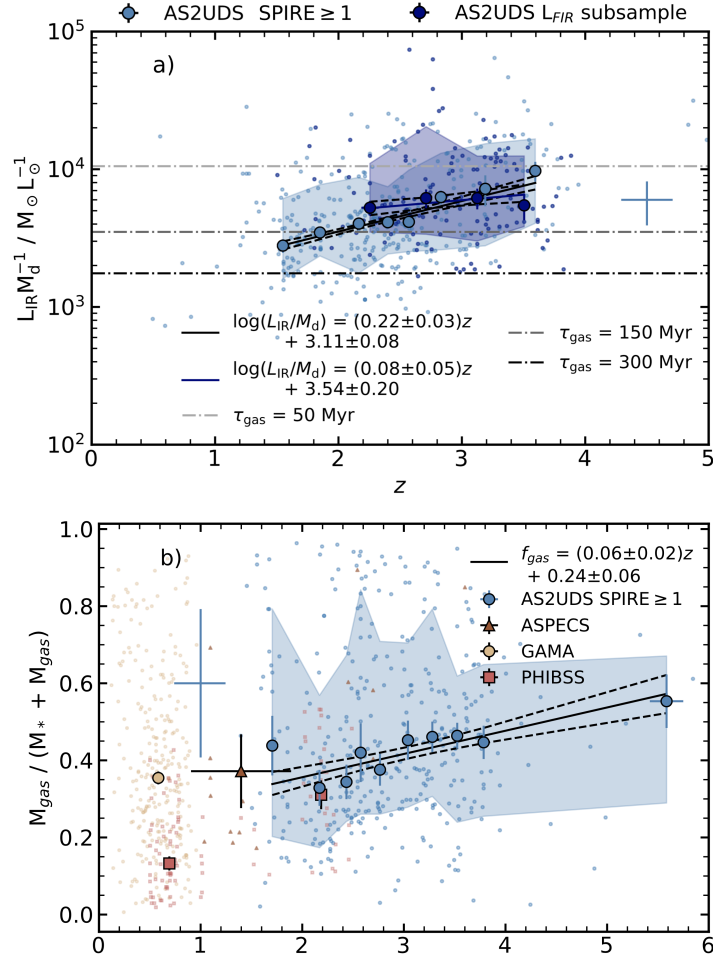 AS2UDS SPIRE ≥ 1 AS2UDS L_FIR subsample
a)
10^5
10^4
10^3
10^2
L_IR M_d^-1 / M_⊙ L_⊙^-1
log(L_IR/M_d) = (0.22±0.03)z
+ 3.11±0.08
log(L_IR/M_d) = (0.08±0.05)z
+ 3.54±0.20
τ_gas = 50 Myr
τ_gas = 150 Myr
τ_gas = 300 Myr
0 1 2 3 4 5
z
b)
1.0
0.8
0.6
0.4
0.2
0.0
M_gas / (M_* + M_gas)
f_gas = (0.06±0.02)z
+ 0.24±0.06
AS2UDS SPIRE ≥ 1
ASPECS
GAMA
PHIBSS
0 1 2 3 4 5 6